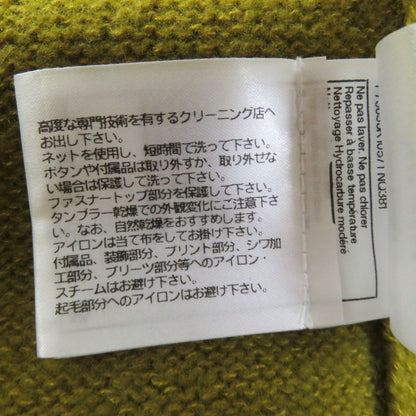 高度な専門技術を有するクリーニング店へ
お出し下さい。
ネットを使用し、短時間で洗って下さい。
ボタンや付属品は取り外すか、取り外せな
い場合は保護して洗って下さい。
ファスナートップ部分を保護して下さい。
タンブラー乾燥での外観変化にご注意下さ
い。なお、自然乾燥をおすすめします。
アイロンは当て布をしてお掛け下さい。
付属品、装飾部分、プリント部分、シワ加
工部分、プリーツ部分等へのアイロン・
スチームはお避け下さい。
起毛部分へのアイロンはお避け下さい。
Ne pas laver. Ne pas chlorer
Repasser à basse température
Nettoyage Hydrocarbure modéré